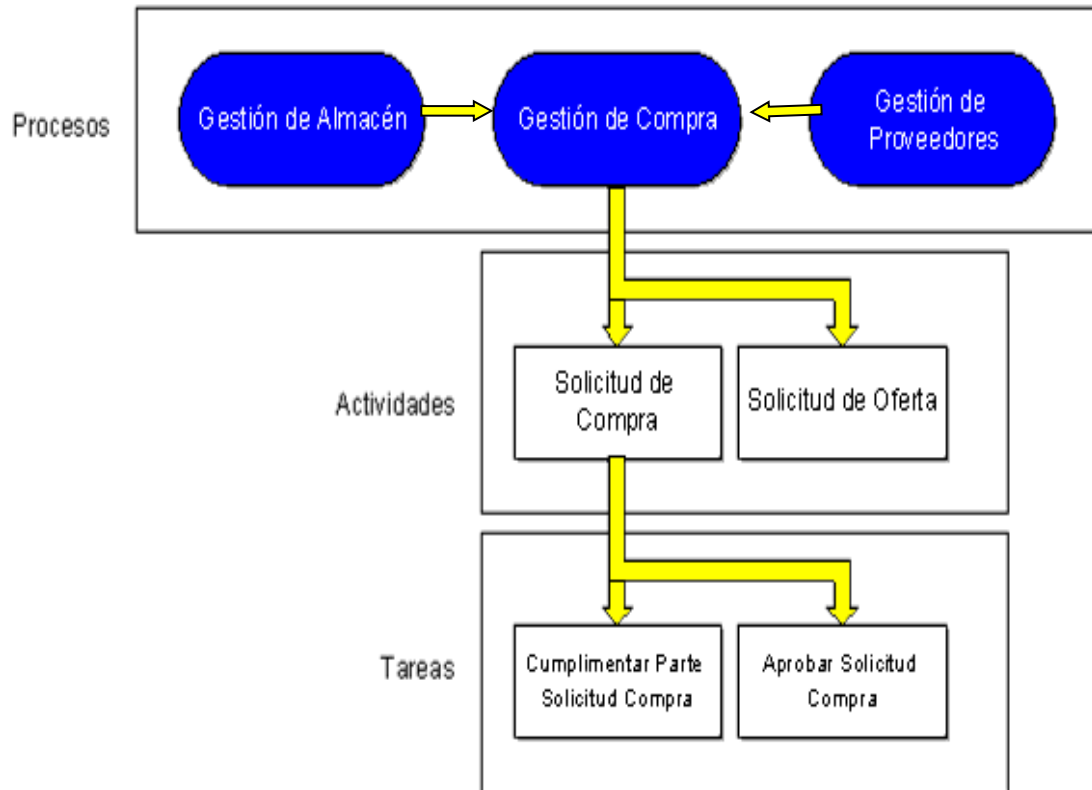 Procesos
Gestión de Almacén
Gestión de Compra
Gestión de
Proveedores
Actividades
Solicitud de
Compra
Solicitud de Oferta
Tareas
Cumplimentar Parte
Solicitud Compra
Aprobar Solicitud
Compra